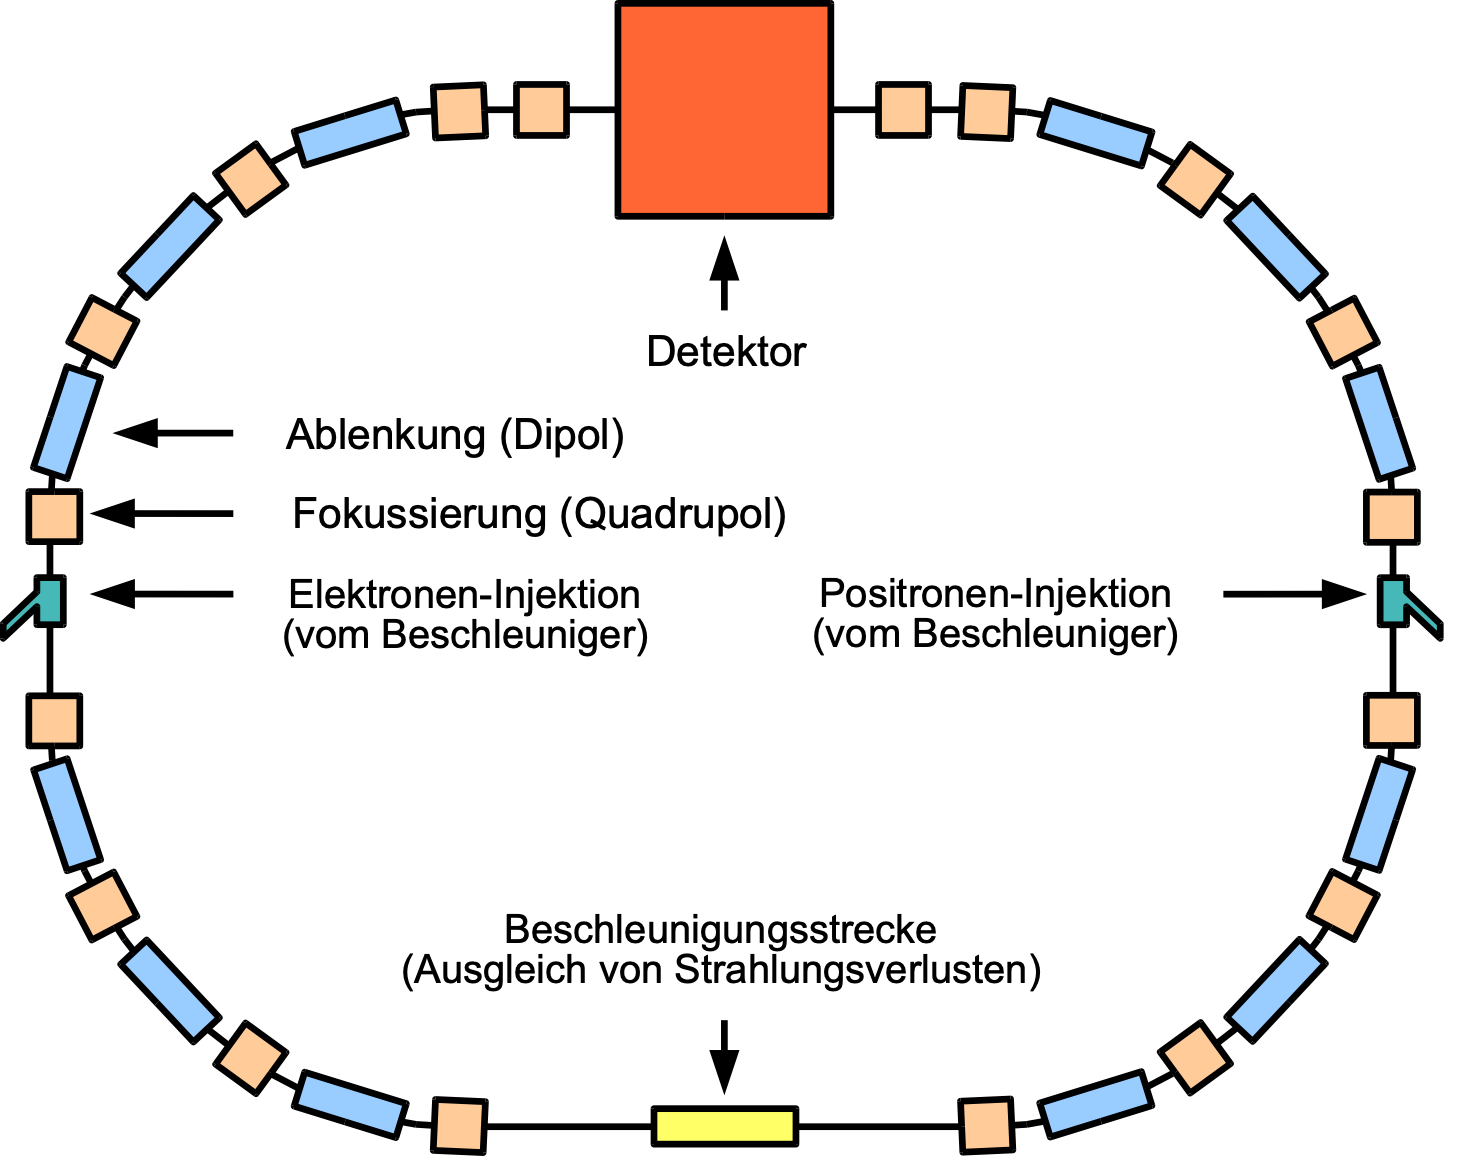 Detektor
Ablenkung (Dipol)
Fokussierung (Quadrupol)
Elektronen-Injektion
(vom Beschleuniger)
Positronen-Injektion
(vom Beschleuniger)
Beschleunigungsstrecke
(Ausgleich von Strahlungsverlusten)